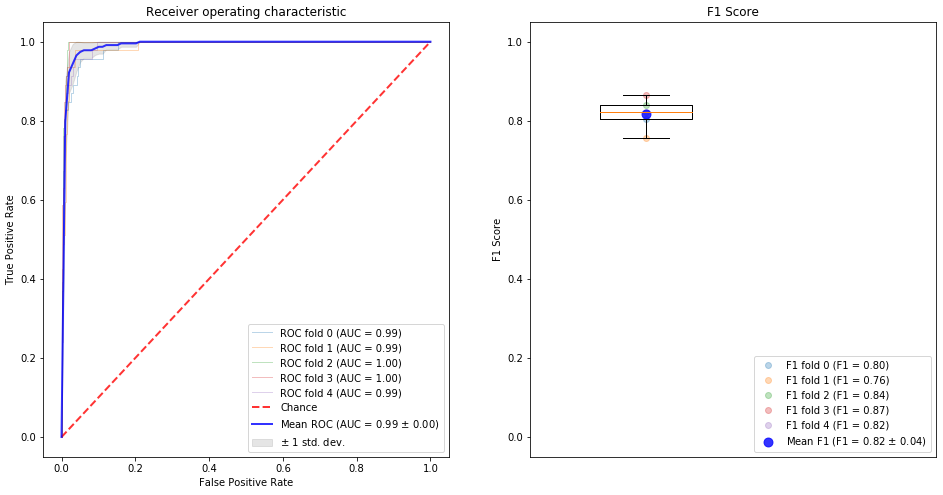 Receiver operating characteristic
True Positive Rate
1.0
0.8
0.6
0.4
0.2
0.0
0.0 0.2 0.4 0.6 0.8 1.0
False Positive Rate
ROC fold 0 (AUC = 0.99)
ROC fold 1 (AUC = 0.99)
ROC fold 2 (AUC = 1.00)
ROC fold 3 (AUC = 1.00)
ROC fold 4 (AUC = 0.99)
Chance
Mean ROC (AUC = 0.99 ± 0.00)
± 1 std. dev.
F1 Score
F1 Score
1.0
0.8
0.6
0.4
0.2
0.0
F1 fold 0 (F1 = 0.80)
F1 fold 1 (F1 = 0.76)
F1 fold 2 (F1 = 0.84)
F1 fold 3 (F1 = 0.87)
F1 fold 4 (F1 = 0.82)
Mean F1 (F1 = 0.82 ± 0.04)